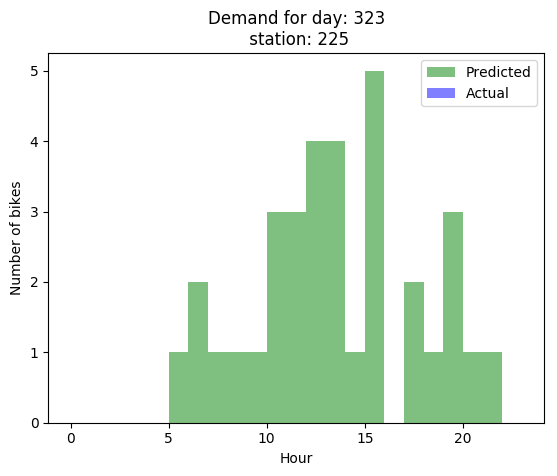 Demand for day: 323
station: 225
Predicted
Actual
Number of bikes
5
4
3
2
1
0
0
5
10
15
20
Hour